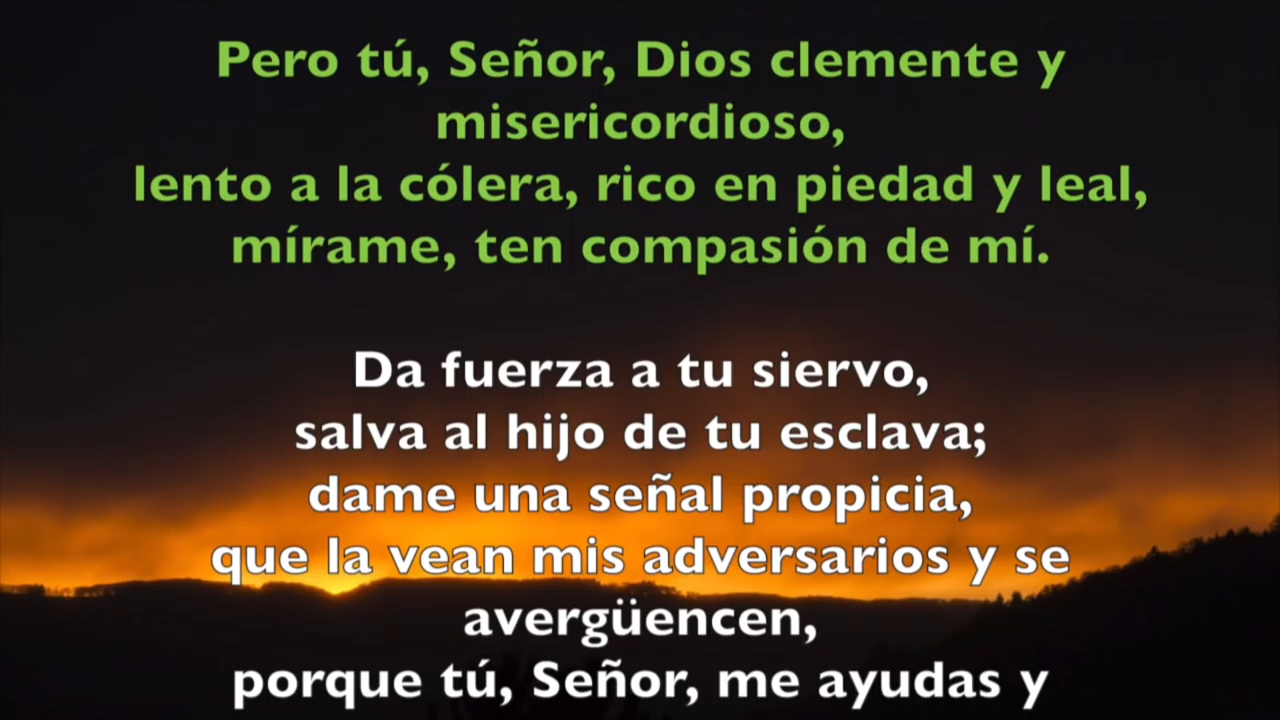 Pero tú, Señor, Dios clemente y
misericordioso,
lento a la cólera, rico en piedad y leal,
mírame, ten compasión de mí.
Da fuerza a tu siervo,
salva al hijo de tu esclava;
dame una señal propicia,
que la vean mis adversarios y se
avergüencen,
porque tú, Señor, me ayudas y